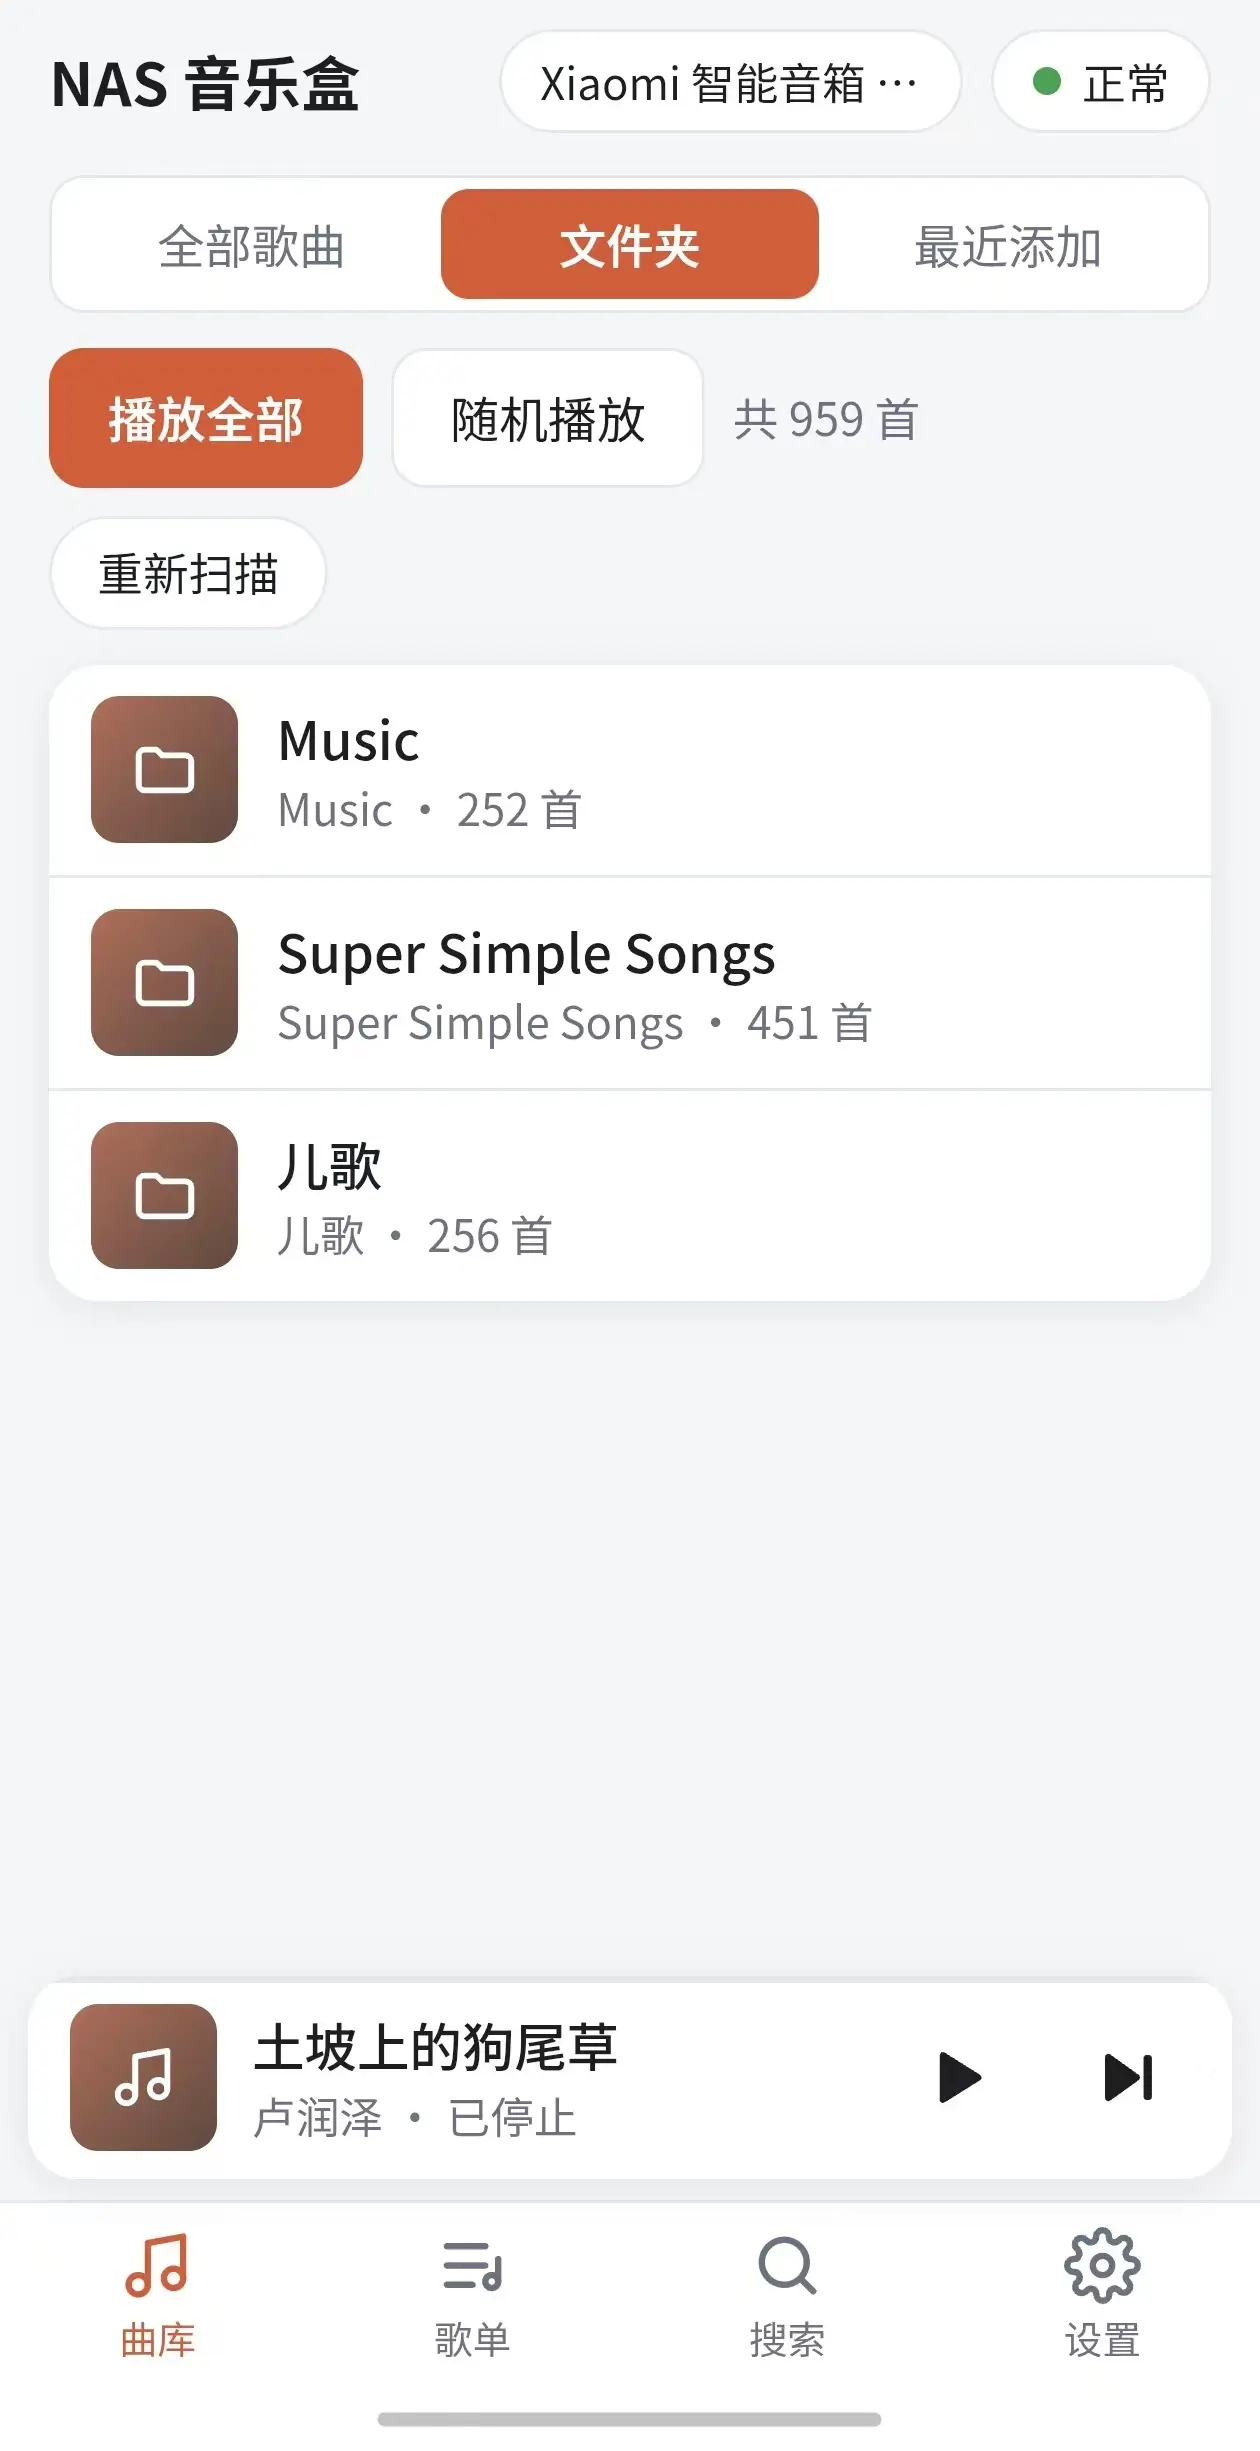 NAS 音乐盒
Xiaomi 智能音箱 …
正常
全部歌曲
文件夹
最近添加
播放全部
随机播放
共 959 首
重新扫描
Music
Music • 252 首
Super Simple Songs
Super Simple Songs • 451 首
儿歌
儿歌 • 256 首
土坡上的狗尾草
卢润泽 • 已停止
曲库
歌单
搜索
设置